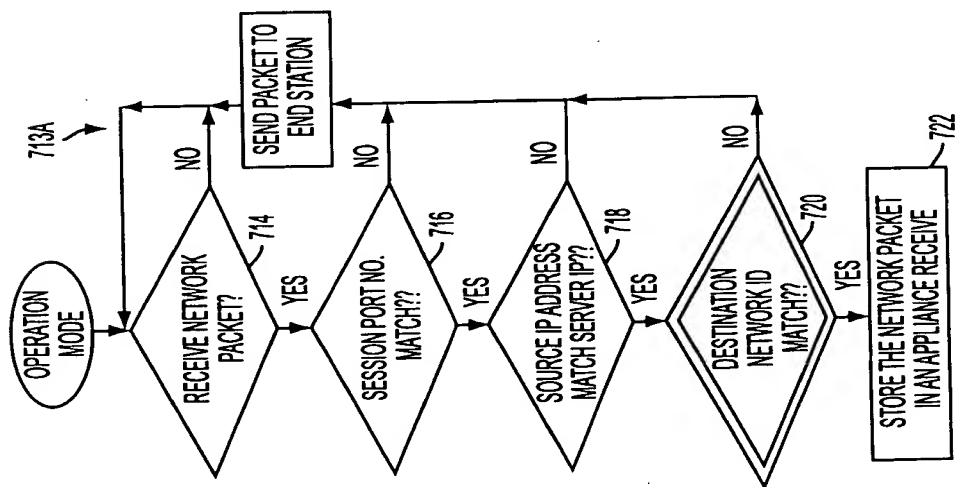 OPERATION
MODE
713A
RECEIVE NETWORK
PACKET?
714
NO
YES
SEND PACKET TO
END STATION
SESSION PORT NO.
MATCH??
716
NO
YES
SOURCE IP ADDRESS
MATCH SERVER IP??
718
NO
YES
DESTINATION
NETWORK ID
MATCH??
720
NO
YES
STORE THE NETWORK PACKET
IN AN APPLIANCE RECEIVE
722